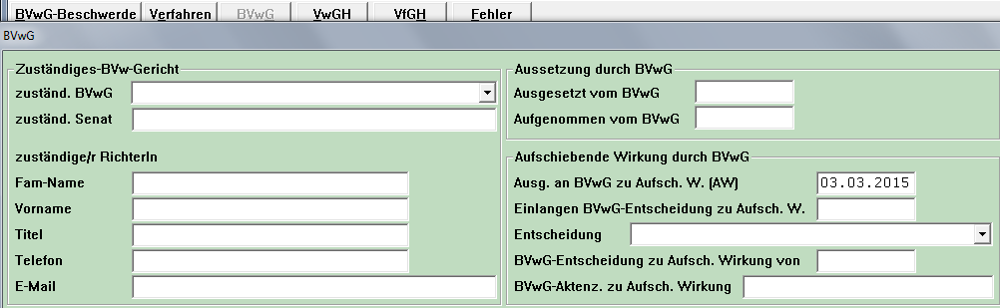 BVwG-Beschwerde Verfahren BVwG VwGH VfGH Fehler
BVwG
Zuständiges-BVw-Gericht
zuständ. BVwG
zuständ. Senat
zuständige/r RichterIn
Fam-Name
Vorname
Titel
Telefon
E-Mail
Aussetzung durch BVwG
Ausgesetzt vom BVwG
Aufgenommen vom BVwG
Aufschiebende Wirkung durch BVwG
Ausg. an BVwG zu Aufsch. W. (AW) 03.03.2015
Einlangen BVwG-Entscheidung zu Aufsch. W.
Entscheidung
BVwG-Entscheidung zu Aufsch. Wirkung von
BVwG-Aktenz. zu Aufsch. Wirkung